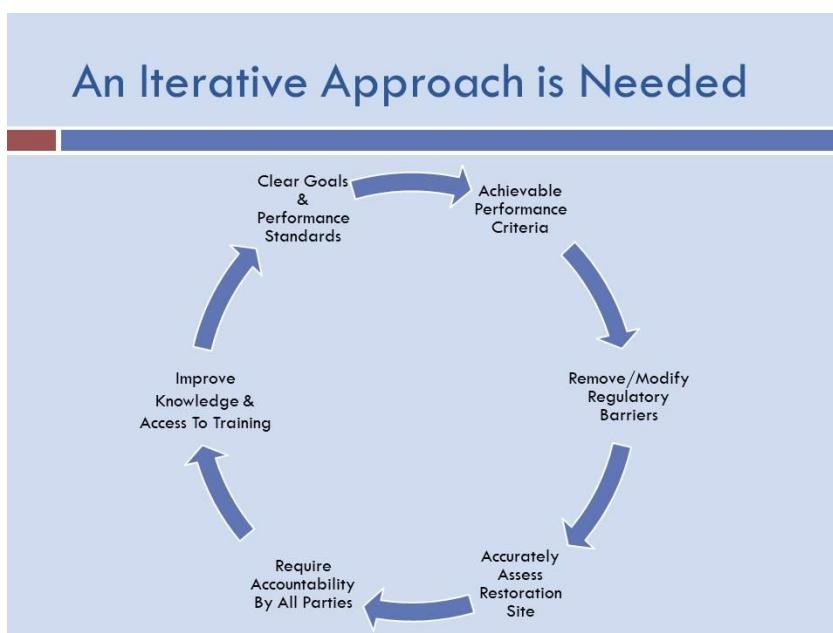 An Iterative Approach is Needed
Clear Goals
&
Performance
Standards
Achievable
Performance
Criteria
Remove/Modify
Regulatory
Barriers
Accurately
Assess
Restoration
Site
Require
Accountability
By All Parties
Improve
Knowledge &
Access To Training